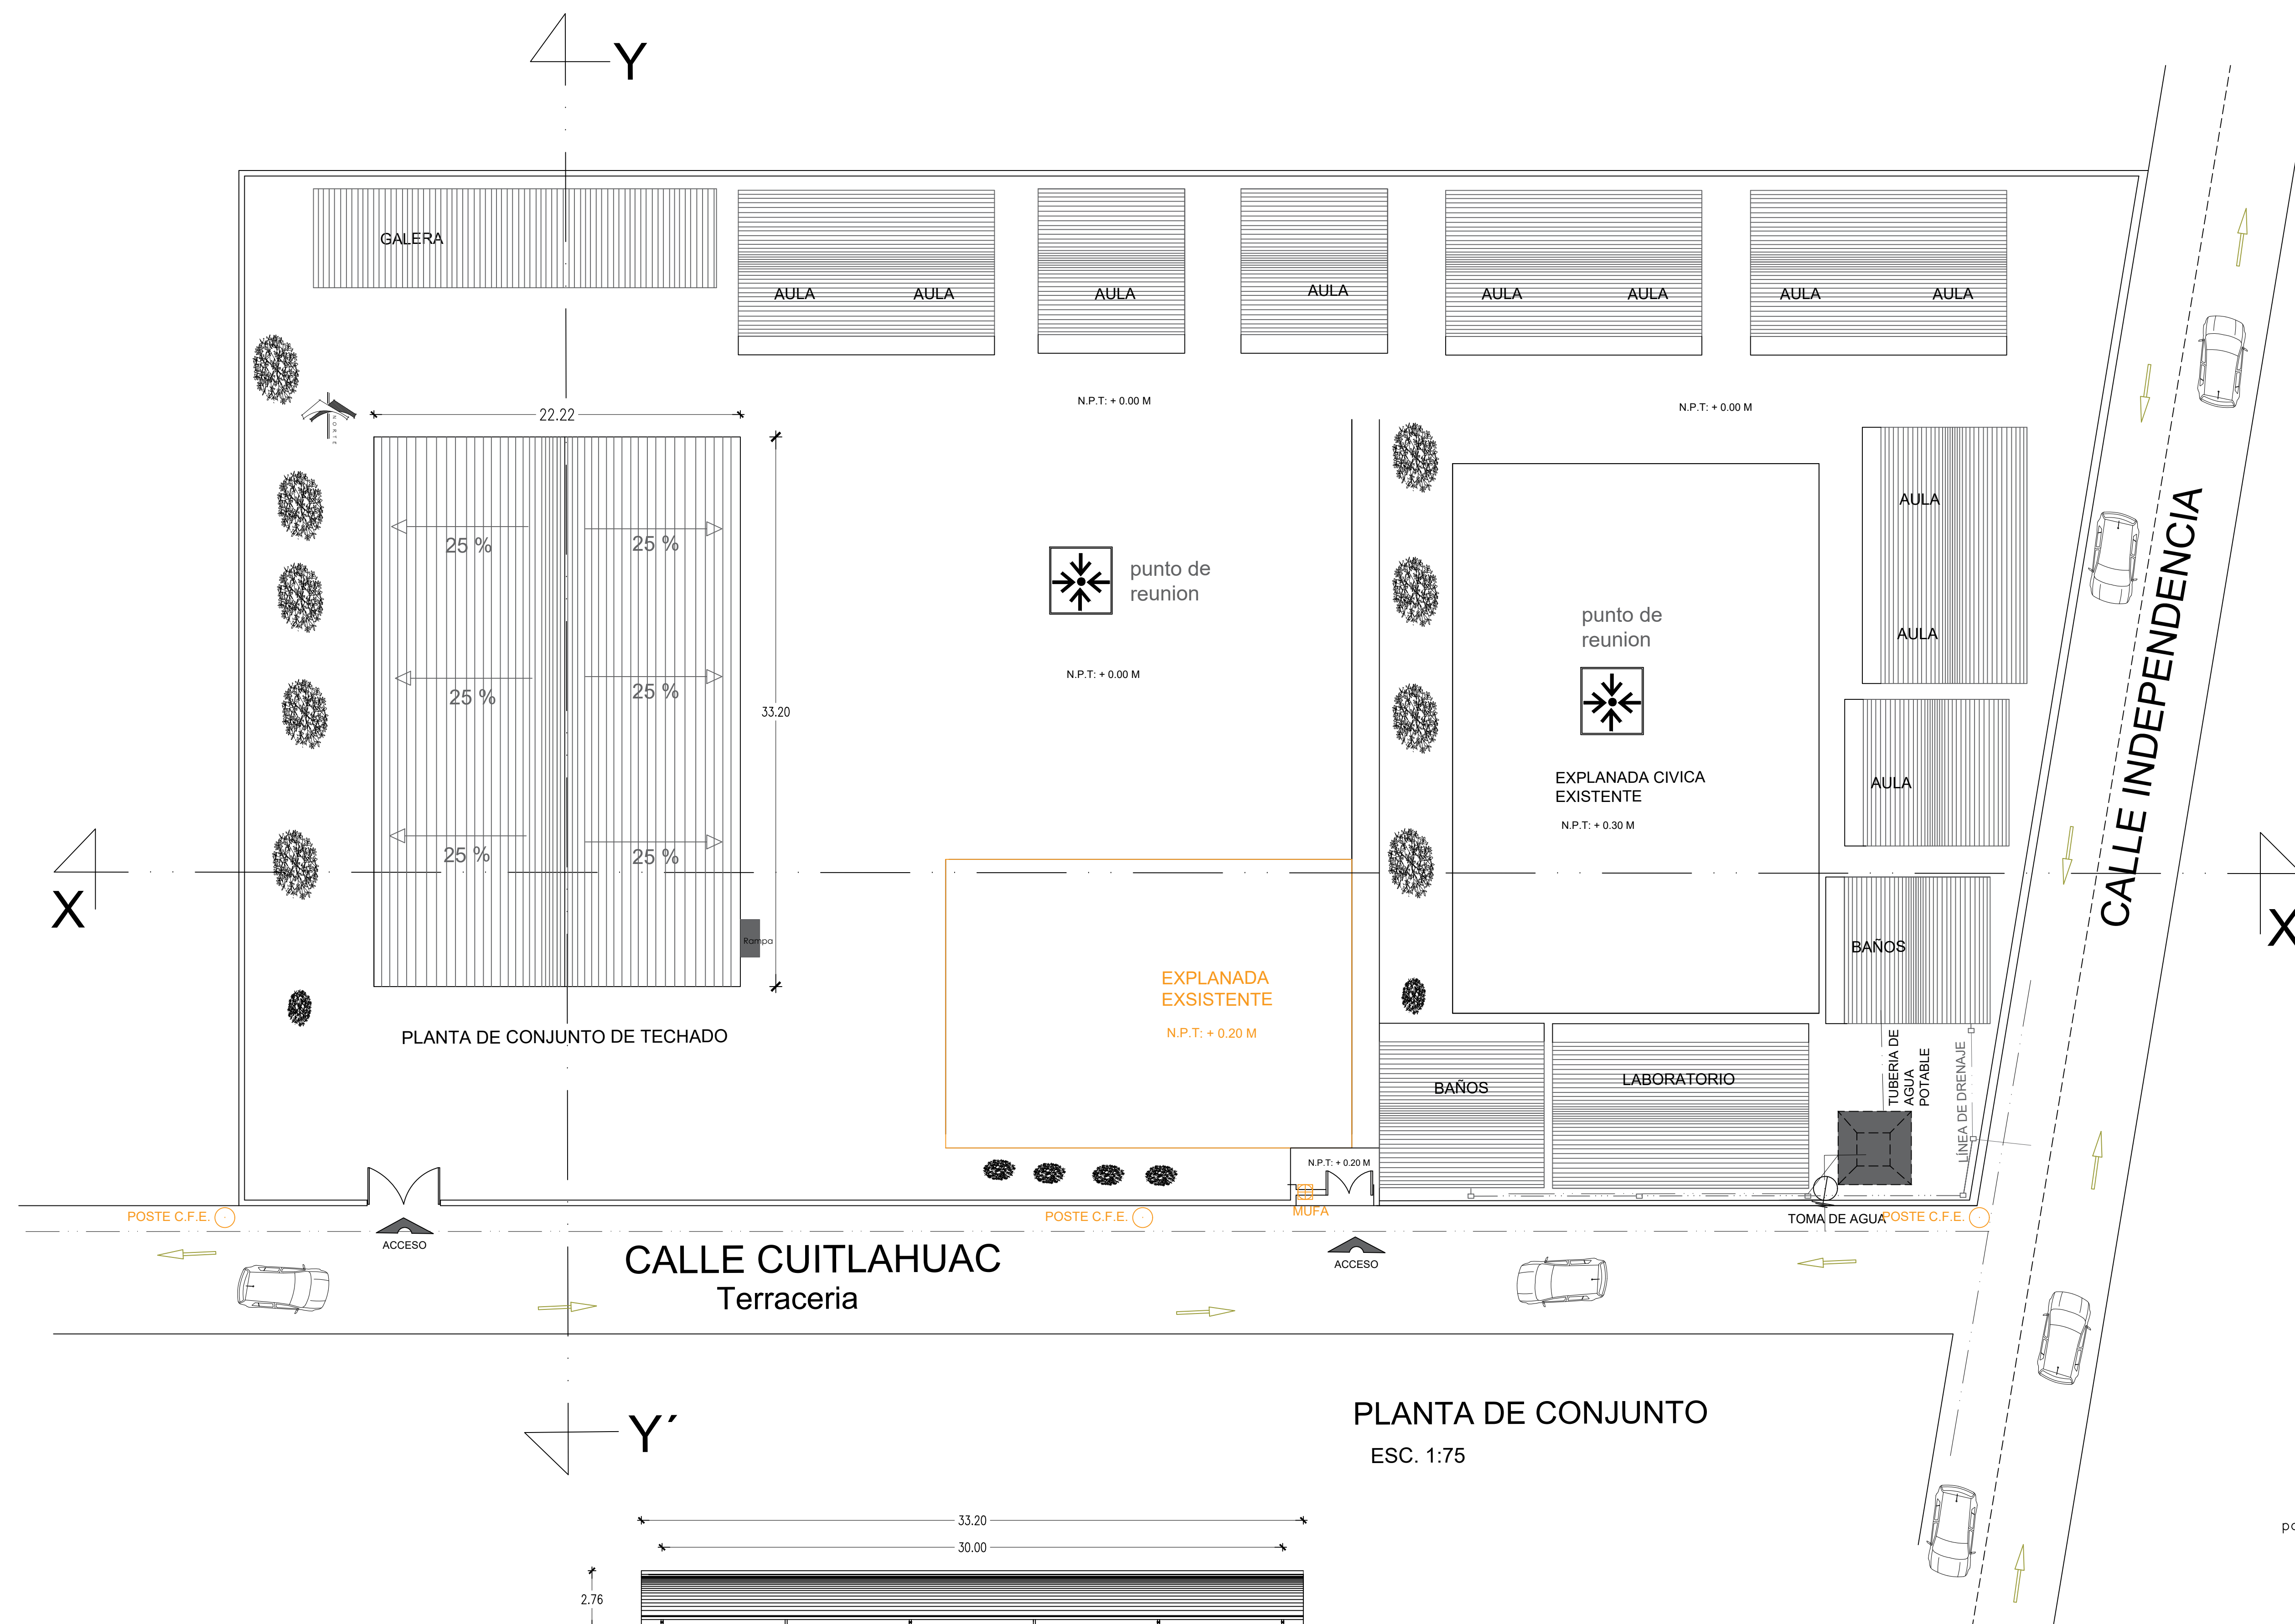 Y
GALERA
AULA
AULA
AULA
AULA
AULA
AULA
AULA
AULA
N.P.T: + 0.00 M
N.P.T: + 0.00 M
NORTE
22.22
25 %
25 %
25 %
25 %
25 %
25 %
33.20
punto de
reunion
N.P.T: + 0.00 M
punto de
reunion
EXPLANADA CIVICA
EXISTENTE
N.P.T: + 0.30 M
AULA
AULA
AULA
CALLE INDEPENDENCIA
X
X
Rampa
BAÑOS
EXPLANADA
EXSISTENTE
N.P.T: + 0.20 M
PLANTA DE CONJUNTO DE TECHADO
BAÑOS
LABORATORIO
TUBERIA DE
AGUA
POTABLE
LÍNEA DE DRENAJE
N.P.T: + 0.20 M
POSTE C.F.E.
POSTE C.F.E.
MUFA
TOMA DE AGUA
POSTE C.F.E.
ACCESO
ACCESO
CALLE CUITLAHUAC
Terraceria
Y´
PLANTA DE CONJUNTO
ESC. 1:75
33.20
30.00
2.76